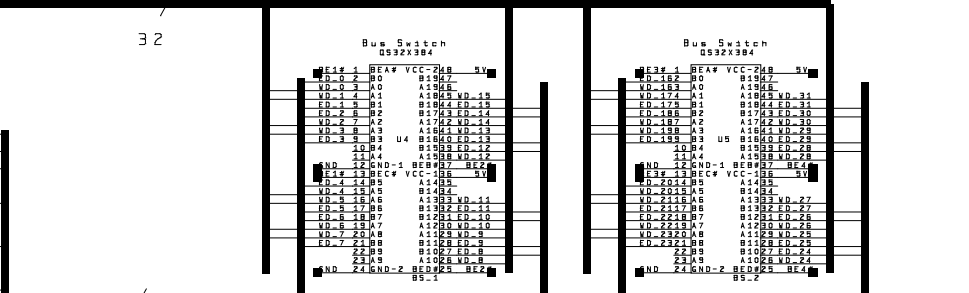 32
Bus Switch
QS32X384
BE1# 1 BEA# VCC-2 48 5V
ED_0 2 B0 B19 47
WD_0 3 A0 A19 46
WD_1 4 A1 A18 45 WD_15
ED_1 5 B1 B18 44 ED_15
ED_2 6 B2 B17 43 ED_14
WD_2 7 A2 A17 42 WD_14
WD_3 8 A3 A16 41 WD_13
ED_3 9 B3 U4 B16 40 ED_13
10 B4 B15 39 ED_12
11 A4 A15 38 WD_12
GND 12 GND-1 BEB# 37 BE2#
BE1# 13 BEC# VCC-1 36 5V
ED_4 14 B5 A14 35
WD_4 15 A5 B14 34
WD_5 16 A6 A13 33 WD_11
ED_5 17 B6 B13 32 ED_11
ED_6 18 B7 B12 31 ED_10
WD_6 19 A7 A12 30 WD_10
WD_7 20 A8 A11 29 WD_9
ED_7 21 B8 B11 28 ED_9
22 B9 B10 27 ED_8
23 A9 A10 26 WD_8
GND 24 GND-2 BED# 25 BE2#
BS_1
Bus Switch
QS32X384
BE3# 1 BEA# VCC-2 48 5V
ED_16 2 B0 B19 47
WD_16 3 A0 A19 46
WD_17 4 A1 A18 45 WD_31
ED_17 5 B1 B18 44 ED_31
ED_18 6 B2 B17 43 ED_30
WD_18 7 A2 A17 42 WD_30
WD_19 8 A3 A16 41 WD_29
ED_19 9 B3 U5 B16 40 ED_29
10 B4 B15 39 ED_28
11 A4 A15 38 WD_28
GND 12 GND-1 BEB# 37 BE4#
BE3# 13 BEC# VCC-1 36 5V
ED_20 14 B5 A14 35
WD_20 15 A5 B14 34
WD_21 16 A6 A13 33 WD_27
ED_21 17 B6 B13 32 ED_27
ED_22 18 B7 B12 31 ED_26
WD_22 19 A7 A12 30 WD_26
WD_23 20 A8 A11 29 WD_25
ED_23 21 B8 B11 28 ED_25
22 B9 B10 27 ED_24
23 A9 A10 26 WD_24
GND 24 GND-2 BED# 25 BE4#
BS_2